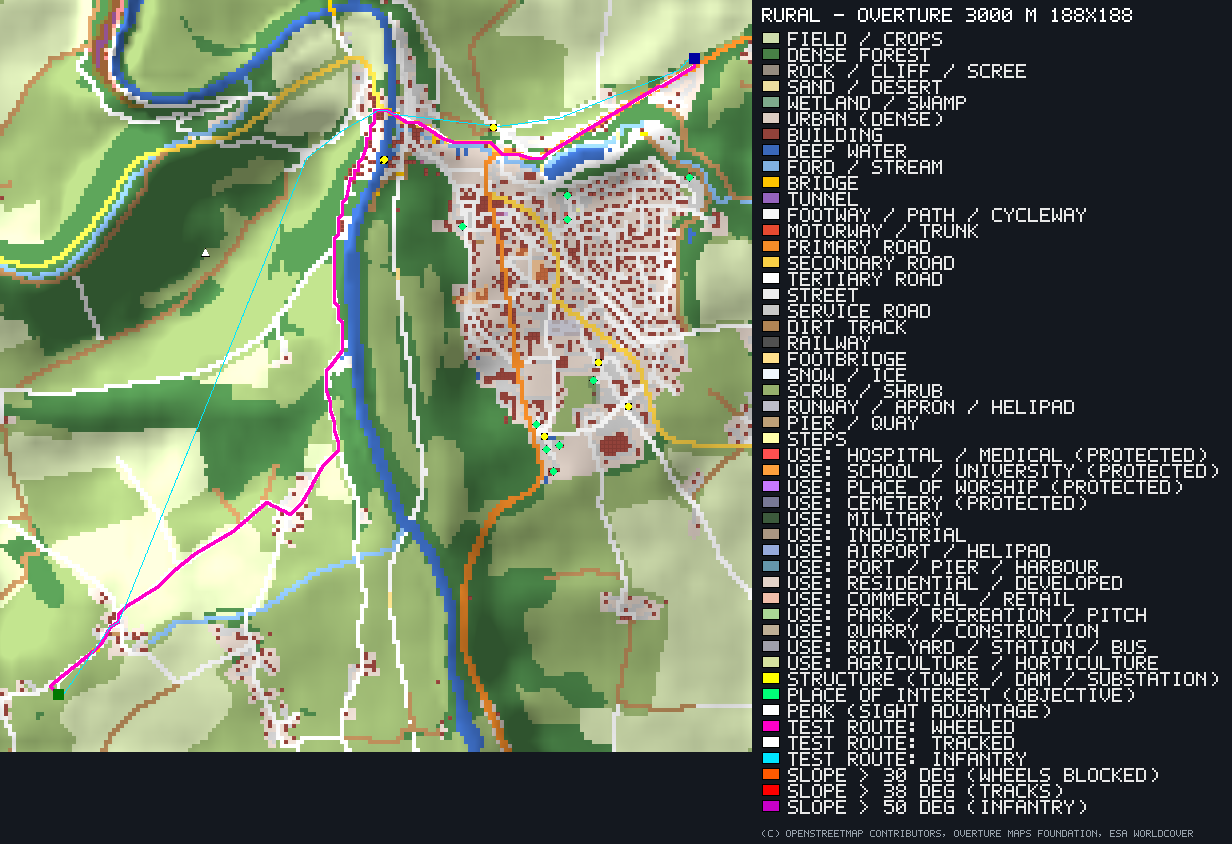 RURAL - OVERTURE 3000 M 188X188
FIELD / CROPS
DENSE FOREST
ROCK / CLIFF / SCREE
SAND / DESERT
WETLAND / SWAMP
URBAN (DENSE)
BUILDING
DEEP WATER
FORD / STREAM
BRIDGE
TUNNEL
FOOTWAY / PATH / CYCLEWAY
MOTORWAY / TRUNK
PRIMARY ROAD
SECONDARY ROAD
TERTIARY ROAD
STREET
SERVICE ROAD
DIRT TRACK
RAILWAY
FOOTBRIDGE
SNOW / ICE
SCRUB / SHRUB
RUNWAY / APRON / HELIPAD
PIER / QUAY
STEPS
USE: HOSPITAL / MEDICAL (PROTECTED)
USE: SCHOOL / UNIVERSITY (PROTECTED)
USE: PLACE OF WORSHIP (PROTECTED)
USE: CEMETERY (PROTECTED)
USE: MILITARY
USE: INDUSTRIAL
USE: AIRPORT / HELIPAD
USE: PORT / PIER / HARBOUR
USE: RESIDENTIAL / DEVELOPED
USE: COMMERCIAL / RETAIL
USE: PARK / RECREATION / PITCH
USE: QUARRY / CONSTRUCTION
USE: RAIL YARD / STATION / BUS
USE: AGRICULTURE / HORTICULTURE
STRUCTURE (TOWER / DAM / SUBSTATION)
PLACE OF INTEREST (OBJECTIVE)
PEAK (SIGHT ADVANTAGE)
TEST ROUTE: WHEELED
TEST ROUTE: TRACKED
TEST ROUTE: INFANTRY
SLOPE > 30 DEG (WHEELS BLOCKED)
SLOPE > 38 DEG (TRACKS)
SLOPE > 50 DEG (INFANTRY)
(C) OPENSTREETMAP CONTRIBUTORS, OVERTURE MAPS FOUNDATION, ESA WORLDCOVER